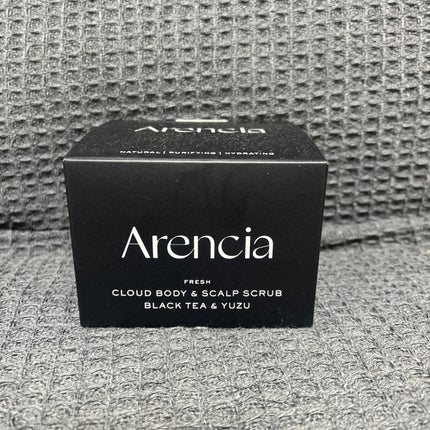 Arencia
NATURAL | PURIFYING | HYDRATING
Arencia
FRESH
CLOUD BODY & SCALP SCRUB
BLACK TEA & YUZU